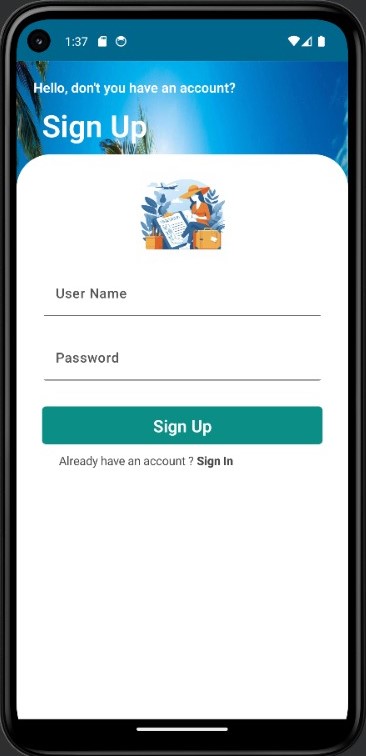 1:37
Hello, don't you have an account?
Sign Up
User Name
Password
Sign Up
Already have an account ? Sign In